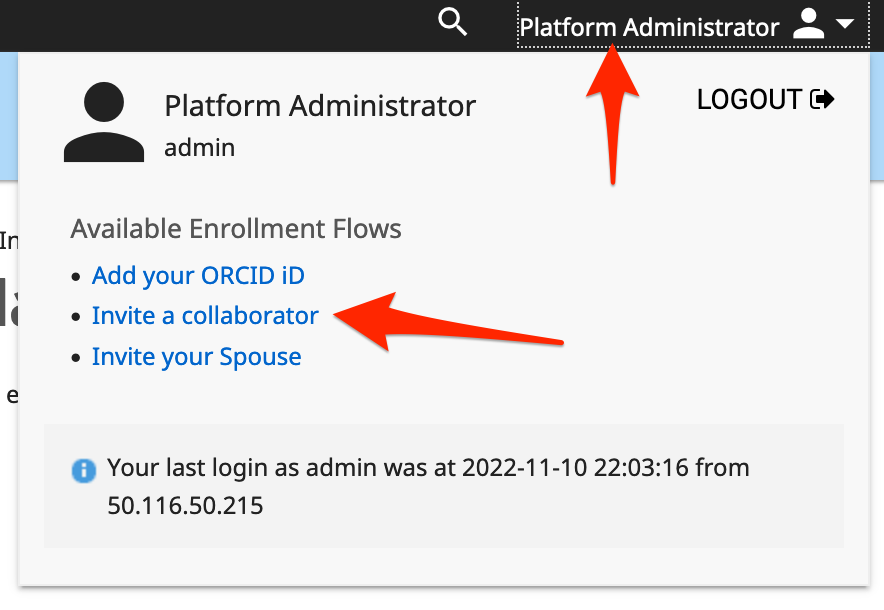 Platform Administrator
Platform Administrator
LOGOUT
admin
In
Available Enrollment Flows
Add your ORCID iD
Invite a collaborator
Invite your Spouse
e
Your last login as admin was at 2022-11-10 22:03:16 from
50.116.50.215